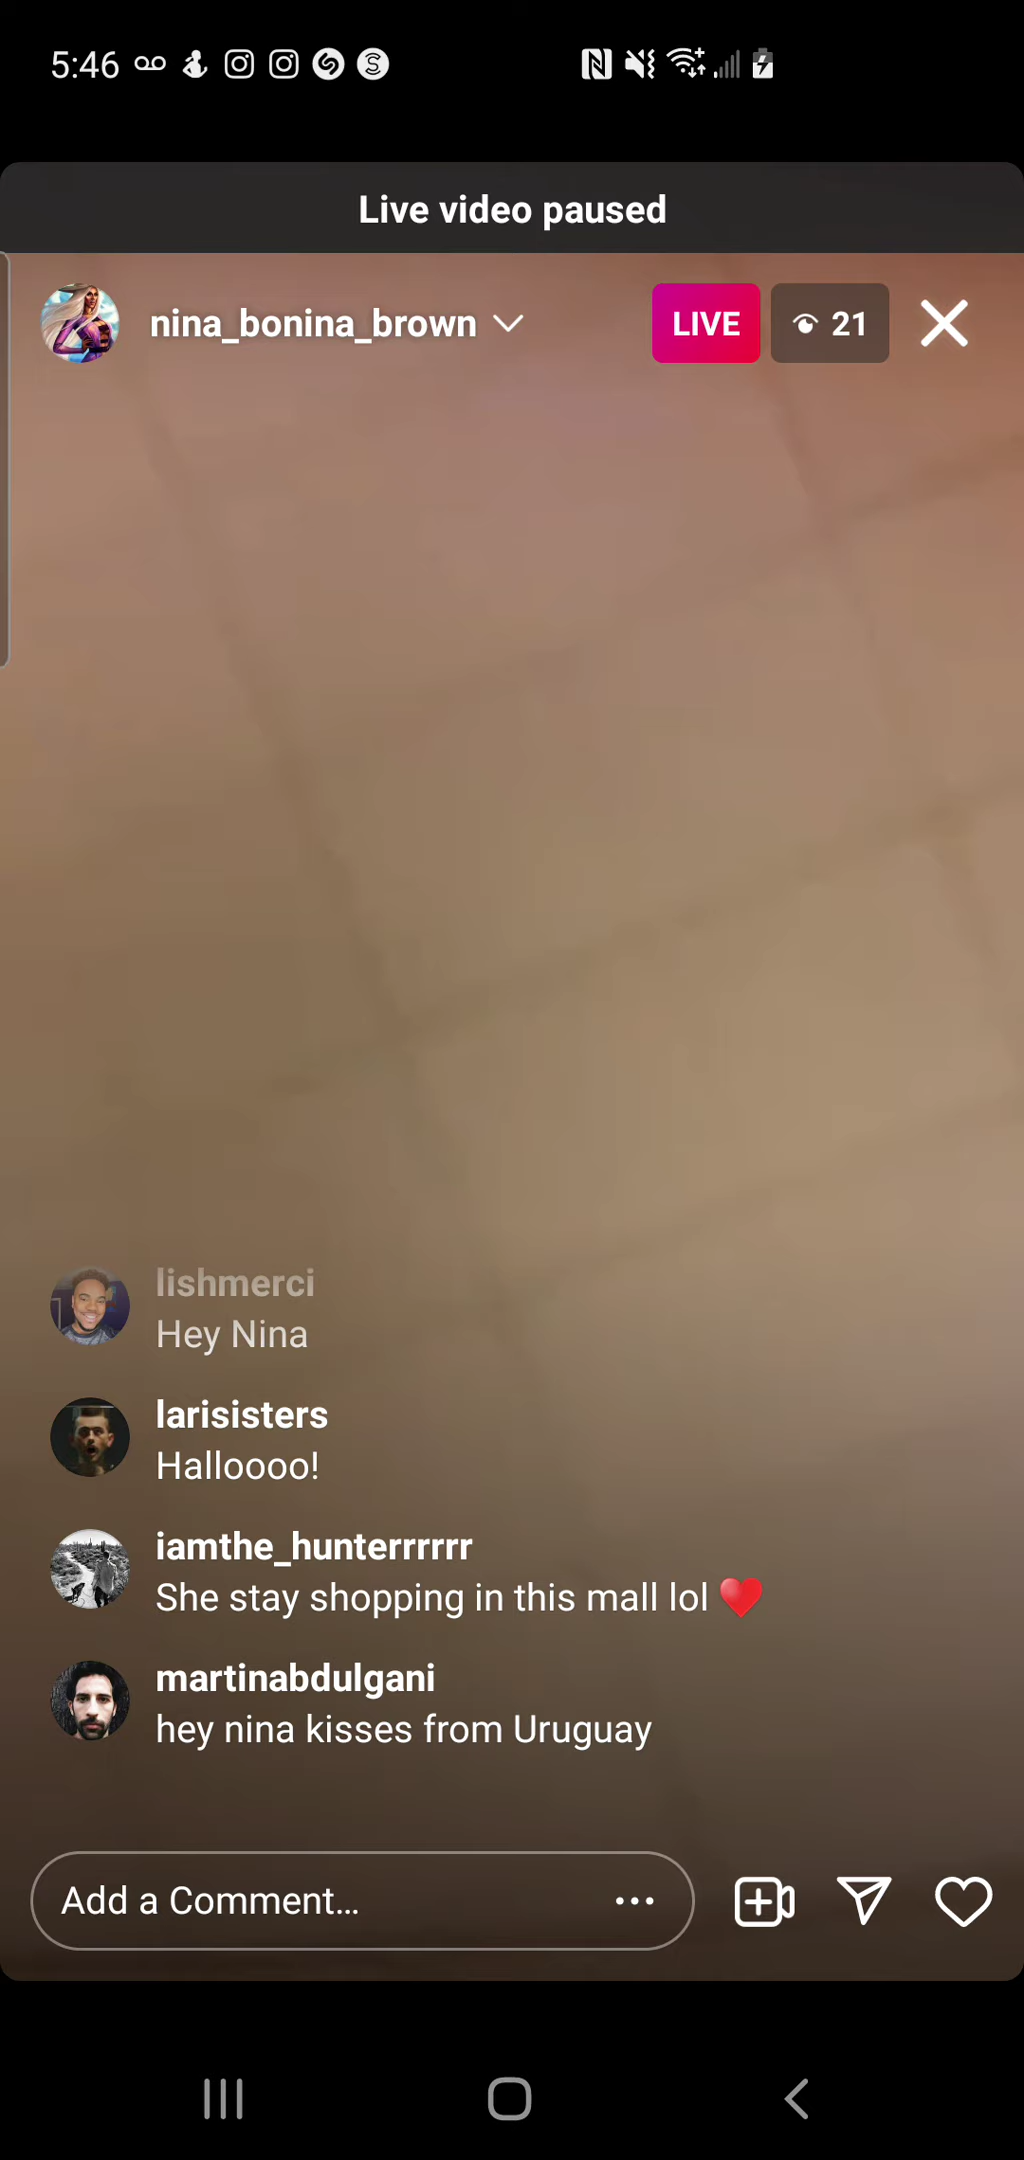 5:46
Live video paused
nina_bonina_brown
LIVE
21
lishmerci
Hey Nina
larisisters
Halloooo!
iamthe_hunterrrrrr
She stay shopping in this mall lol ❤️
martinabdulgani
hey nina kisses from Uruguay
Add a Comment...